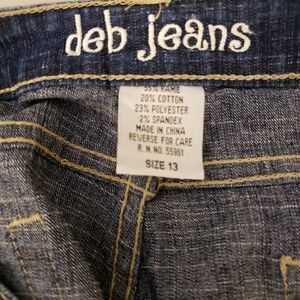 deb jeans
55% RAMIE
20% COTTON
23% POLYESTER
2% SPANDEX
MADE IN CHINA
REVERSE FOR CARE
R. N NO. 55961
SIZE 13